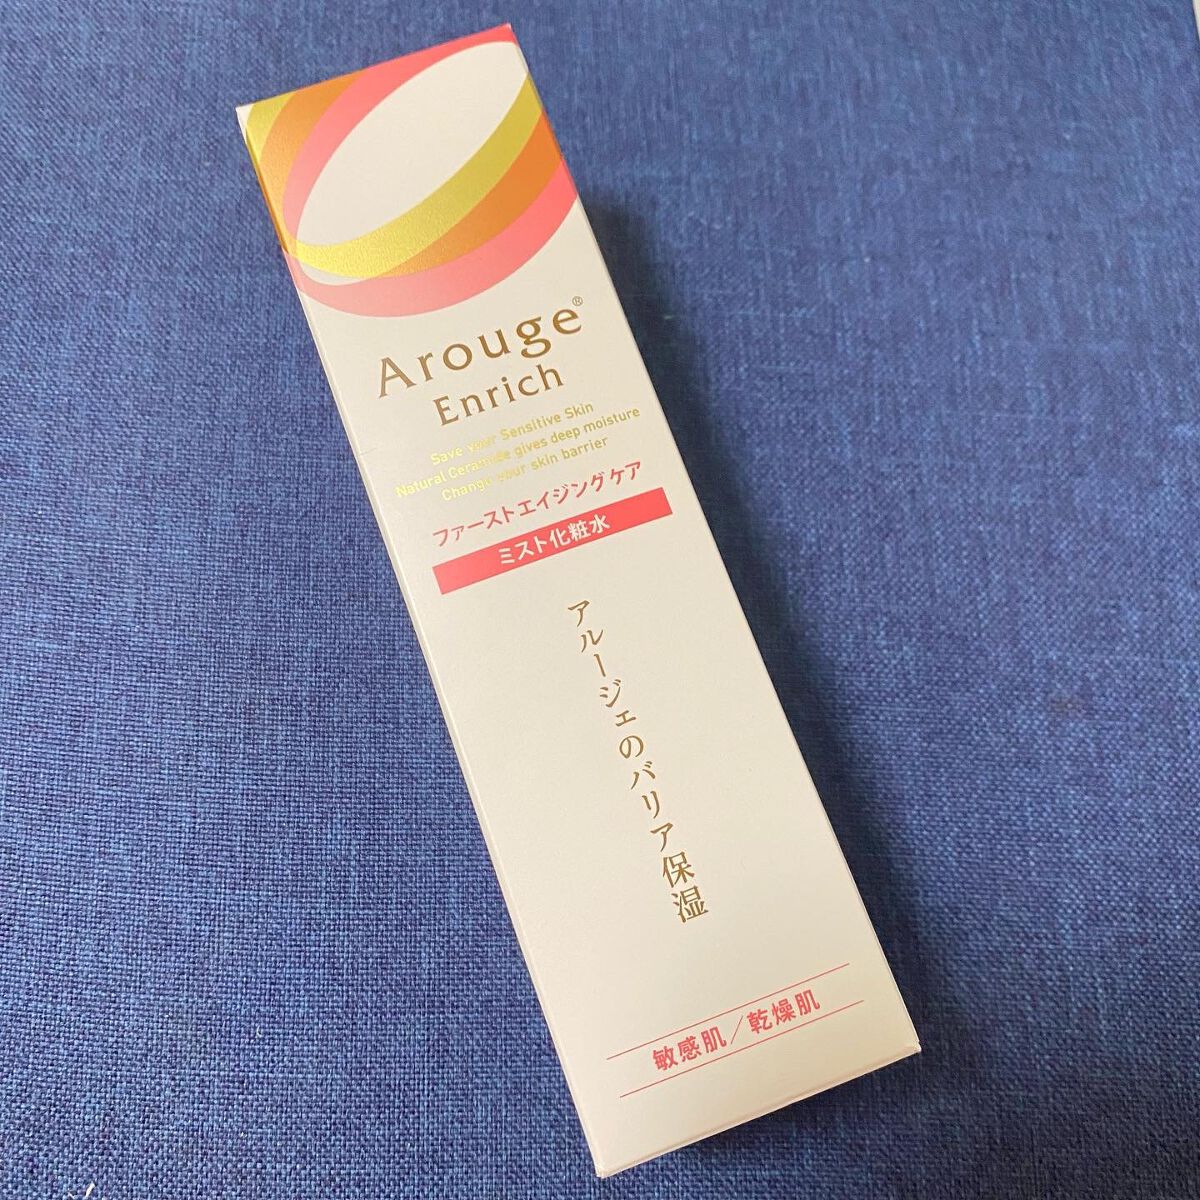 Arouge®
Enrich
Save your Sensitive Skin
Natural Ceramide gives deep moisture
Change your skin barrier
ファーストエイジングケア
ミスト化粧水
アルージェのバリア保湿
敏感肌/乾燥肌